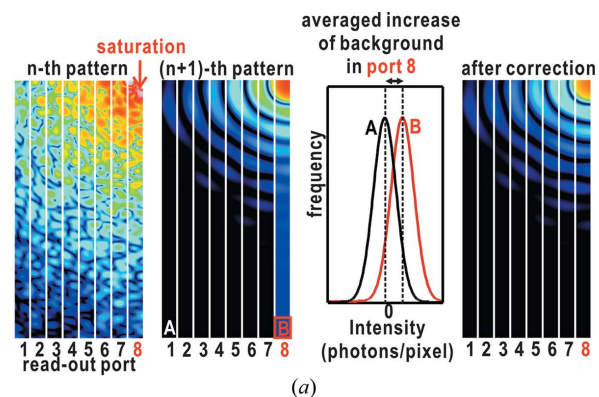 saturation
n-th pattern
1 2 3 4 5 6 7 8
read-out port
(n+1)-th pattern
A
B
1 2 3 4 5 6 7 8
averaged increase
of background
in port 8
A
B
frequency
0
Intensity
(photons/pixel)
after correction
1 2 3 4 5 6 7 8
(a)